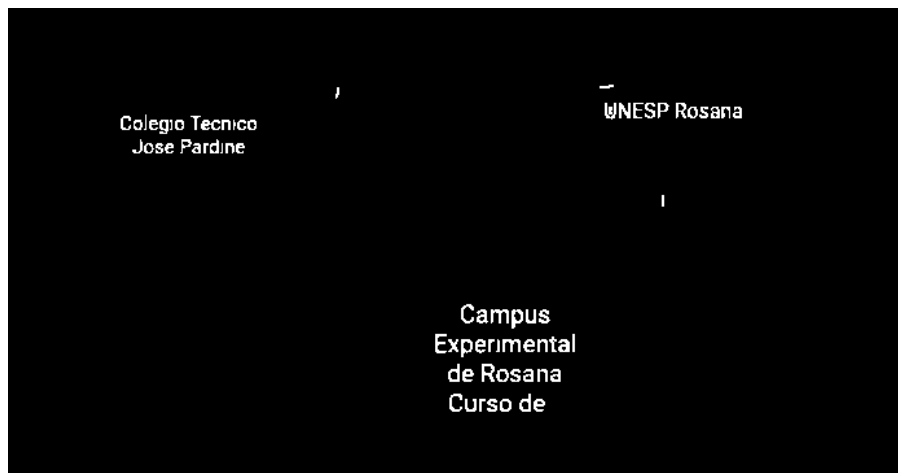 Colegio Tecnico
Jose Pardine
UNESP Rosana
Campus
Experimental
de Rosana
Curso de